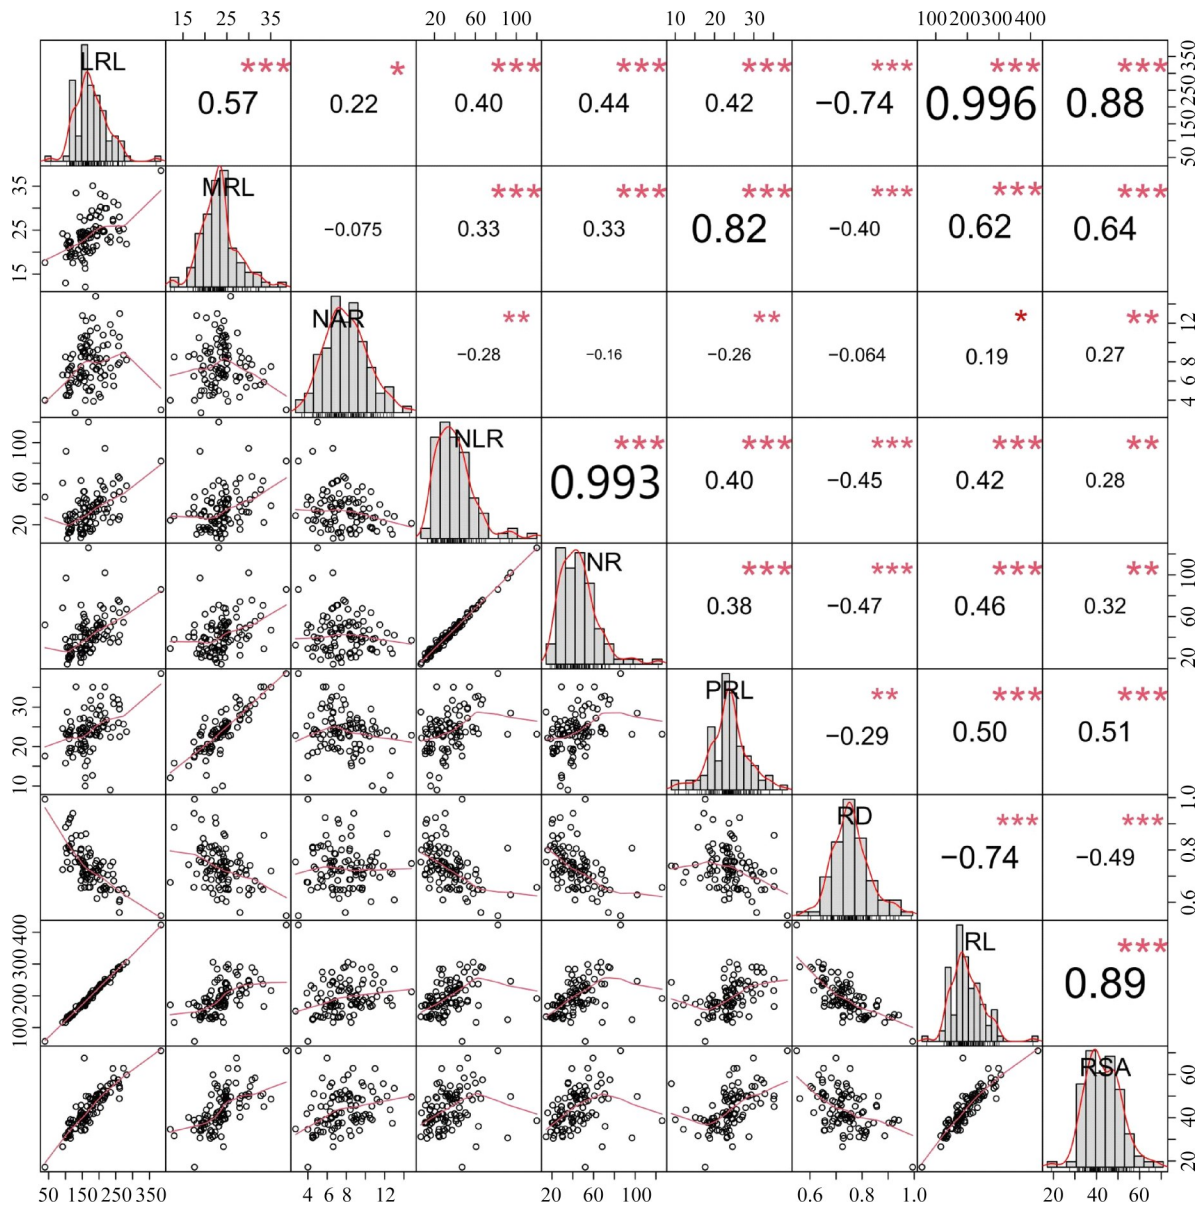 15 25 35 20 60 100 10 20 30 100 200 300 400
LRL *** * *** *** *** *** *** ***
0.57 0.22 0.40 0.44 0.42 −0.74 0.996 0.88
50 150 250 350
MRL *** *** *** *** *** ***
−0.075 0.33 0.33 0.82 −0.40 0.62 0.64
15 25 35
NAR ** ** * **
−0.28 −0.16 −0.26 −0.064 0.19 0.27
4 6 8 12
NLR *** *** *** *** **
0.993 0.40 −0.45 0.42 0.28
20 60 100
NR *** *** *** **
0.38 −0.47 0.46 0.32
20 60 100
PRL ** *** ***
−0.29 0.50 0.51
10 20 30
RD *** ***
−0.74 −0.49
0.6 0.8 1.0
RL ***
0.89
100 200 300 400
RSA
20 40 60
50 150 250 350 4 6 8 12 20 60 100 0.6 0.8 1.0 20 40 60